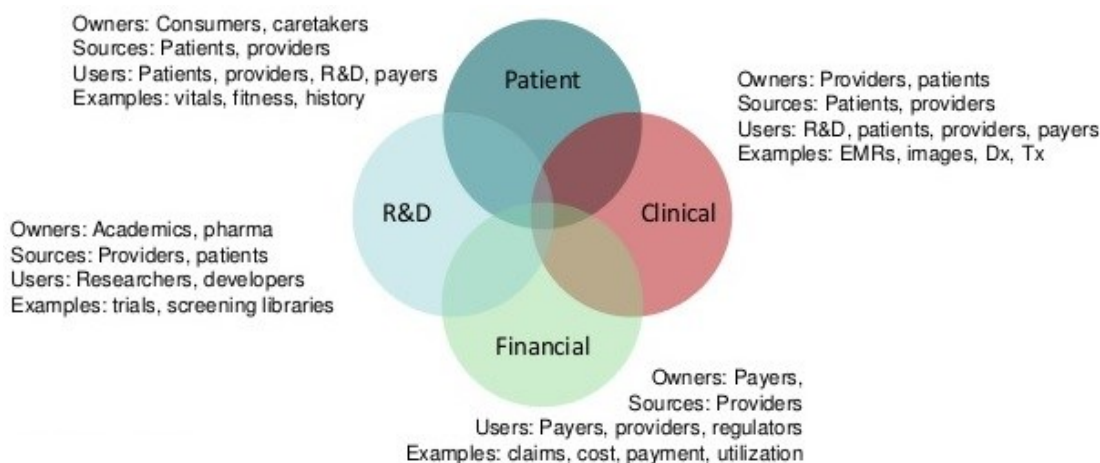 Owners: Consumers, caretakers
Sources: Patients, providers
Users: Patients, providers, R&D, payers
Examples: vitals, fitness, history
Patient
Owners: Providers, patients
Sources: Patients, providers
Users: R&D, patients, providers, payers
Examples: EMRs, images, Dx, Tx
R&D
Clinical
Owners: Academics, pharma
Sources: Providers, patients
Users: Researchers, developers
Examples: trials, screening libraries
Financial
Owners: Payers,
Sources: Providers
Users: Payers, providers, regulators
Examples: claims, cost, payment, utilization